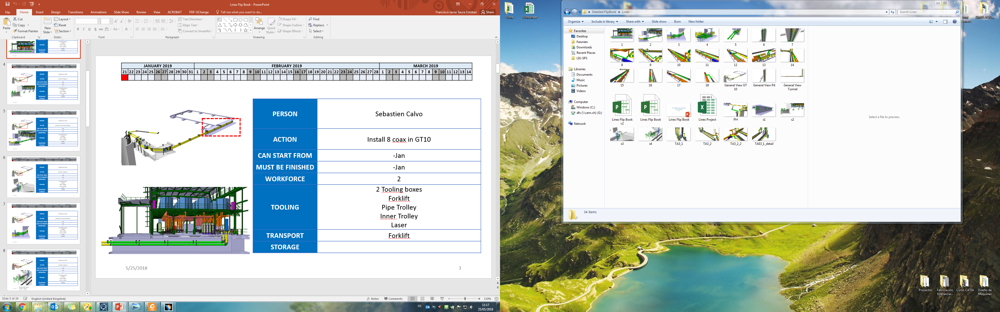 Lines Flip Book - PowerPoint
File Home Insert Design Transitions Animations Slide Show Review View ACROBAT PDF-XChange Tell me what you want to do... Francisco Javier Saura Esteban Share
Paste
Cut
Copy
Format Painter
Clipboard
New Slide
Layout
Reset
Section
Slides
B I U S abc AV Aa A
Font
Text Direction
Align Text
Convert to SmartArt
Paragraph
Arrange
Quick Styles
Shape Fill
Shape Outline
Shape Effects
Drawing
Find
Replace
Select
Editing
4
5
6
7
8
JANUARY 2019 FEBRUARY 2019 MARCH 2019
21 22 23 24 25 26 27 28 29 30 31 1 2 3 4 5 6 7 8 9 10 11 12 13 14 15 16 17 18 19 20 21 22 23 24 25 26 27 28 1 2 3 4 5 6 7 8 9 10 11 12 13 14
PERSON Sebastien Calvo
ACTION Install 8 coax in GT10
CAN START FROM -Jan
MUST BE FINISHED -Jan
WORKFORCE 2
TOOLING
2 Tooling boxes
Forklift
Pipe Trolley
Inner Trolley
Laser
TRANSPORT Forklift
STORAGE
5/25/2018 3
Slide 3 of 24 English (United Kingdom) Notes Comments 119%
FR 11:17
25/05/2018
Done Worksheet
Detailed FlipBook Lines Search Lines
Organize Include in library Share with Slide show Burn New folder
Favorites
Desktop
fsauraes
Downloads
Recent Places
LIU-SPS
Libraries
Documents
Music
Pictures
Videos
Computer
Windows (C:)
dfs (\\cern.ch) (G:)
Network
1 2 3 4 5 6 7
8 9 10 11 12 13 14
15 16 17 18 General View GT 10 General View Pit General View Tunnel
Lines Flip Book v2 Lines Flip Book Lines Flip Book Lines Project PH s1 s2
s3 s4 TA3_1 TA3_2 TA3_2_2 TAE3_1_detail
Select a file to preview.
34 items
SIMULACIO...
Proyectos
Fabricacion, tolerancia...
Curso CATIA
Diseño de Máquinas